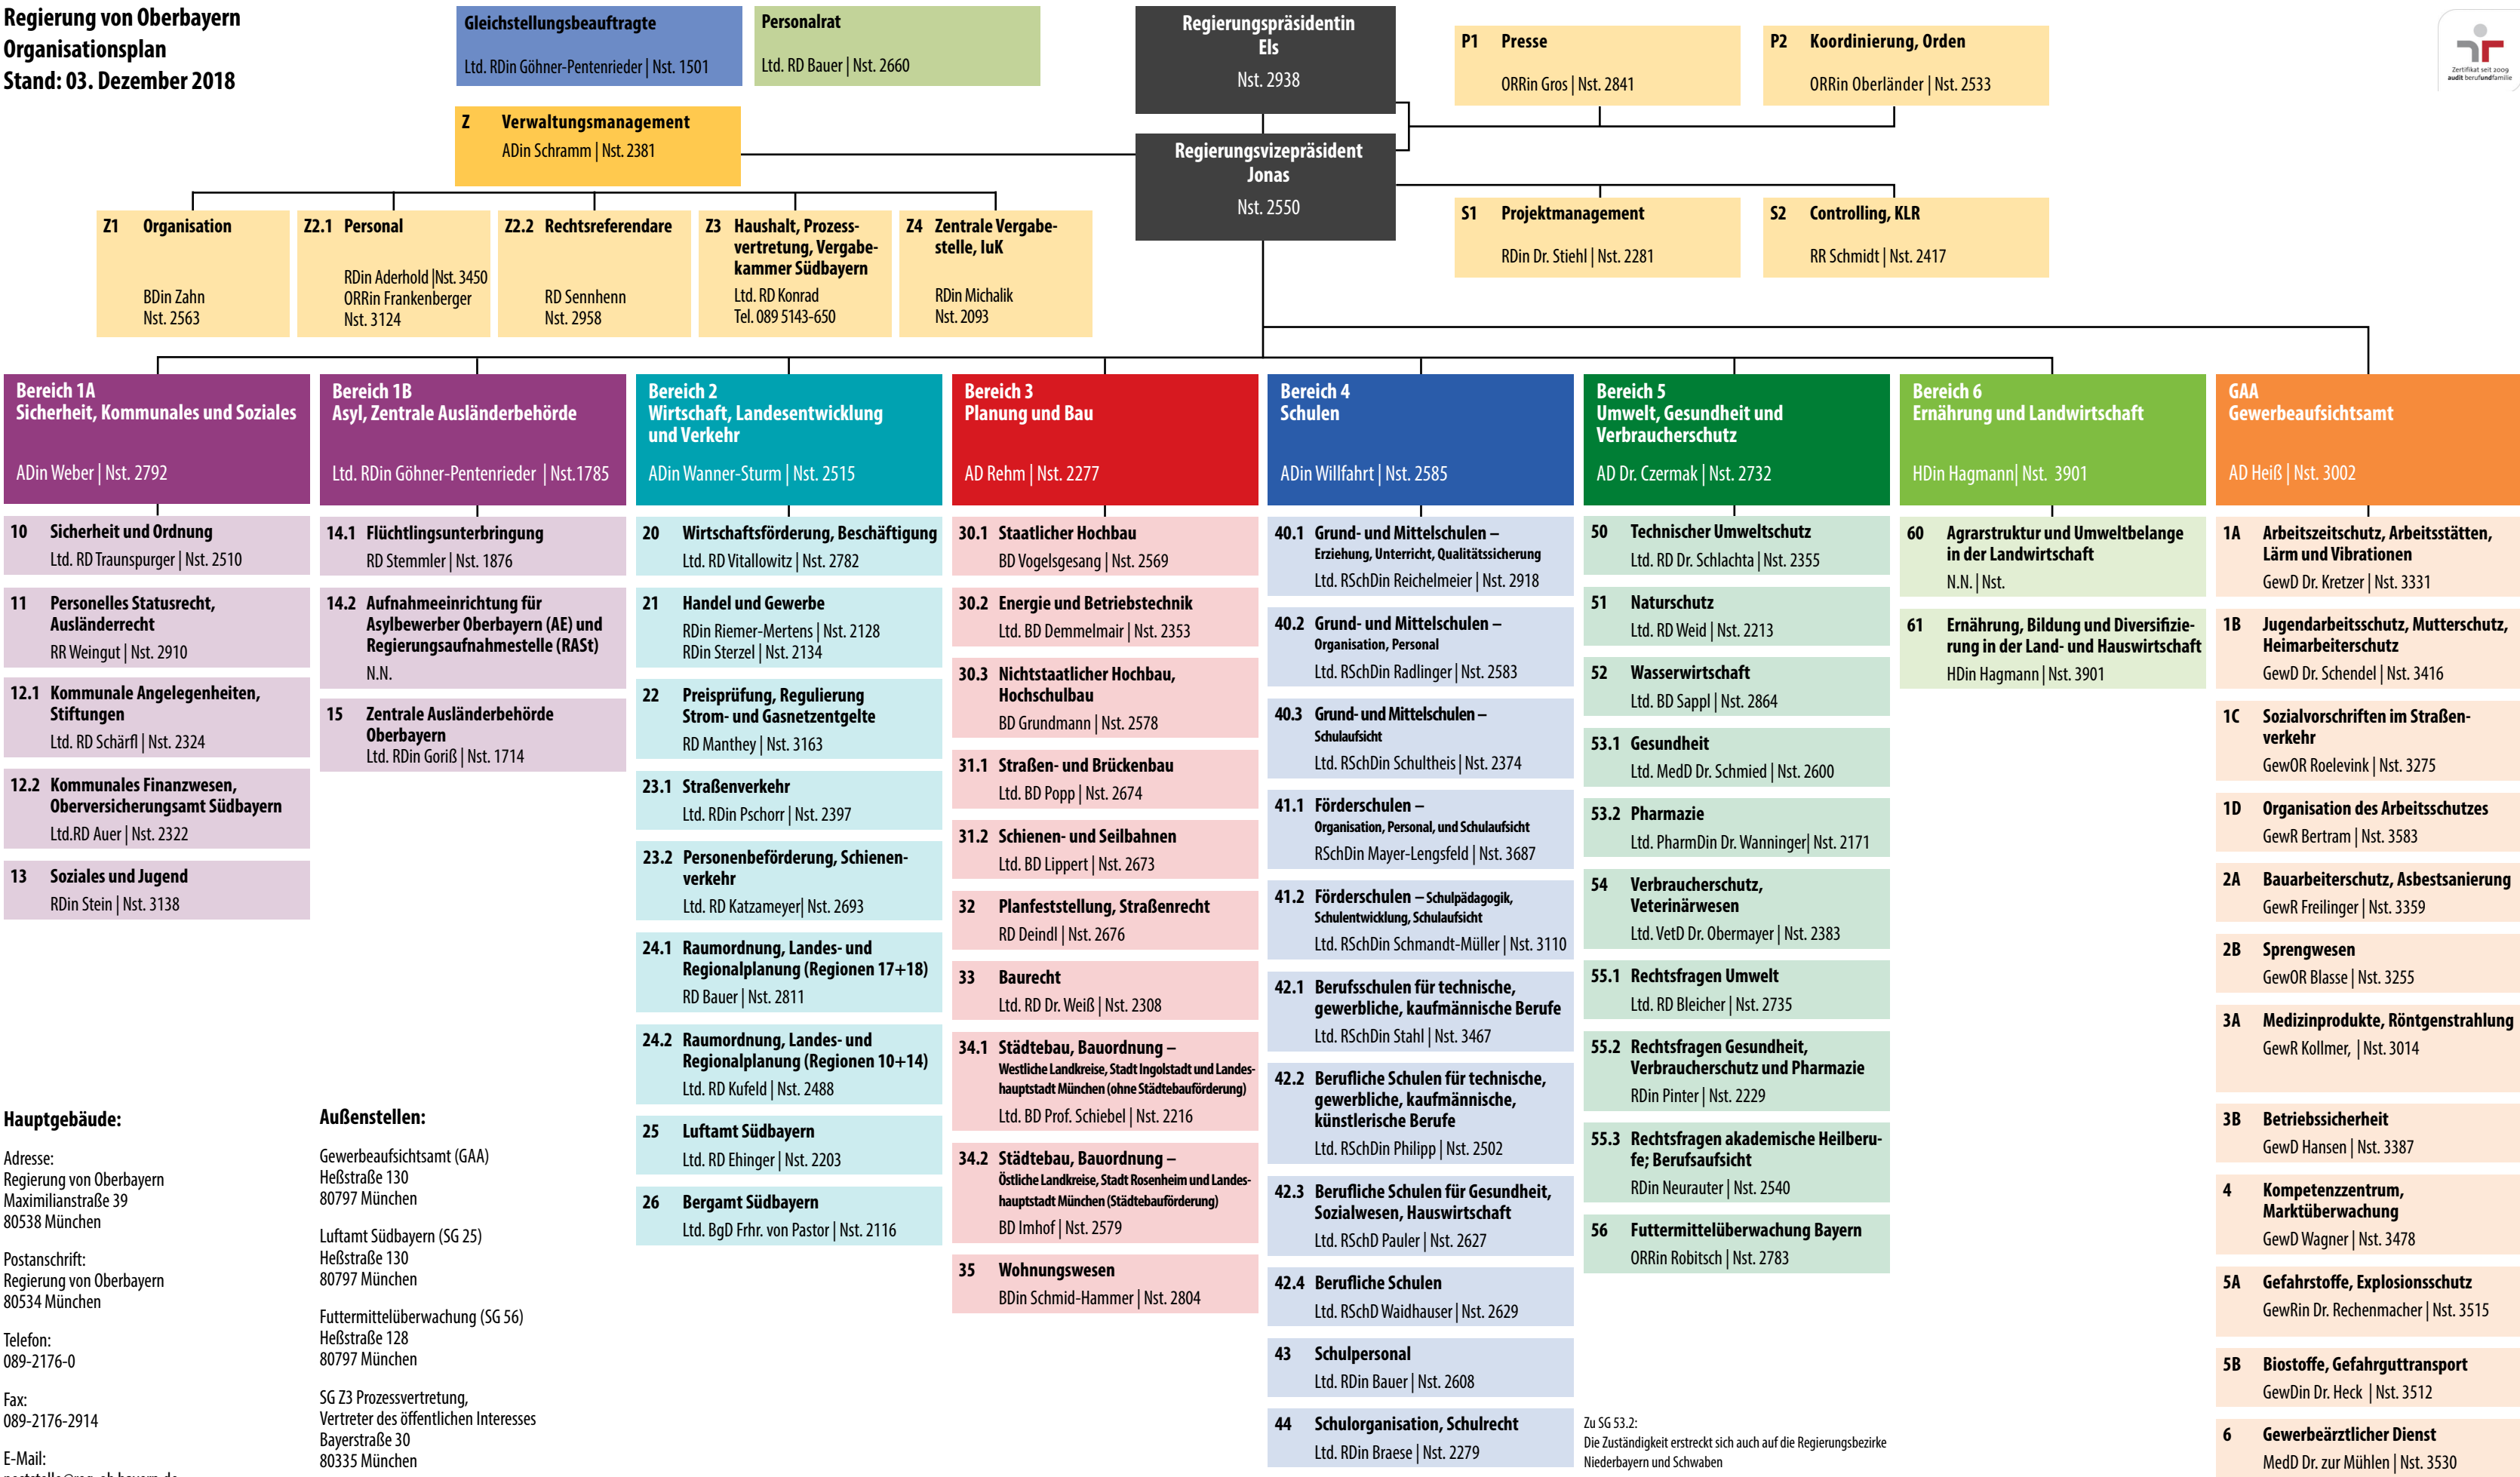 Regierung von Oberbayern
Organisationsplan
Stand: 03. Dezember 2018
Gleichstellungsbeauftragte
Ltd. RDin Göhner-Pentenrieder | Nst. 1501
Personalrat
Ltd. RD Bauer | Nst. 2660
Regierungspräsidentin
Els
Nst. 2938
P1 Presse
ORRin Gros | Nst. 2841
P2 Koordinierung, Orden
ORRin Oberländer | Nst. 2533
Zertifikat seit 2009
audit berufundfamilie
Z Verwaltungsmanagement
ADin Schramm | Nst. 2381
Regierungsvizepräsident
Jonas
Nst. 2550
S1 Projektmanagement
RDin Dr. Stiehl | Nst. 2281
S2 Controlling, KLR
RR Schmidt | Nst. 2417
Z1 Organisation
BDin Zahn
Nst. 2563
Z2.1 Personal
RDin Aderhold |Nst. 3450
ORRin Frankenberger
Nst. 3124
Z2.2 Rechtsreferendare
RD Sennhenn
Nst. 2958
Z3 Haushalt, Prozess-
vertretung, Vergabe-
kammer Südbayern
Ltd. RD Konrad
Tel. 089 5143-650
Z4 Zentrale Vergabe-
stelle, IuK
RDin Michalik
Nst. 2093
Bereich 1A
Sicherheit, Kommunales und Soziales
ADin Weber | Nst. 2792
10 Sicherheit und Ordnung
Ltd. RD Traunspurger | Nst. 2510
11 Personelles Statusrecht,
Ausländerrecht
RR Weingut | Nst. 2910
12.1 Kommunale Angelegenheiten,
Stiftungen
Ltd. RD Schärfl | Nst. 2324
12.2 Kommunales Finanzwesen,
Oberversicherungsamt Südbayern
Ltd.RD Auer | Nst. 2322
13 Soziales und Jugend
RDin Stein | Nst. 3138
Bereich 1B
Asyl, Zentrale Ausländerbehörde
Ltd. RDin Göhner-Pentenrieder | Nst.1785
14.1 Flüchtlingsunterbringung
RD Stemmler | Nst. 1876
14.2 Aufnahmeeinrichtung für
Asylbewerber Oberbayern (AE) und
Regierungsaufnahmestelle (RASt)
N.N.
15 Zentrale Ausländerbehörde
Oberbayern
Ltd. RDin Goriß | Nst. 1714
Bereich 2
Wirtschaft, Landesentwicklung
und Verkehr
ADin Wanner-Sturm | Nst. 2515
20 Wirtschaftsförderung, Beschäftigung
Ltd. RD Vitallowitz | Nst. 2782
21 Handel und Gewerbe
RDin Riemer-Mertens | Nst. 2128
RDin Sterzel | Nst. 2134
22 Preisprüfung, Regulierung
Strom- und Gasnetzentgelte
RD Manthey | Nst. 3163
23.1 Straßenverkehr
Ltd. RDin Pschorr | Nst. 2397
23.2 Personenbeförderung, Schienen-
verkehr
Ltd. RD Katzameyer| Nst. 2693
24.1 Raumordnung, Landes- und
Regionalplanung (Regionen 17+18)
RD Bauer | Nst. 2811
24.2 Raumordnung, Landes- und
Regionalplanung (Regionen 10+14)
Ltd. RD Kufeld | Nst. 2488
25 Luftamt Südbayern
Ltd. RD Ehinger | Nst. 2203
26 Bergamt Südbayern
Ltd. BgD Frhr. von Pastor | Nst. 2116
Bereich 3
Planung und Bau
AD Rehm | Nst. 2277
30.1 Staatlicher Hochbau
BD Vogelsgesang | Nst. 2569
30.2 Energie und Betriebstechnik
Ltd. BD Demmelmair | Nst. 2353
30.3 Nichtstaatlicher Hochbau,
Hochschulbau
BD Grundmann | Nst. 2578
31.1 Straßen- und Brückenbau
Ltd. BD Popp | Nst. 2674
31.2 Schienen- und Seilbahnen
Ltd. BD Lippert | Nst. 2673
32 Planfeststellung, Straßenrecht
RD Deindl | Nst. 2676
33 Baurecht
Ltd. RD Dr. Weiß | Nst. 2308
34.1 Städtebau, Bauordnung –
Westliche Landkreise, Stadt Ingolstadt und Landes-
hauptstadt München (ohne Städtebauförderung)
Ltd. BD Prof. Schiebel | Nst. 2216
34.2 Städtebau, Bauordnung –
Östliche Landkreise, Stadt Rosenheim und Landes-
hauptstadt München (Städtebauförderung)
BD Imhof | Nst. 2579
35 Wohnungswesen
BDin Schmid-Hammer | Nst. 2804
Bereich 4
Schulen
ADin Willfahrt | Nst. 2585
40.1 Grund- und Mittelschulen –
Erziehung, Unterricht, Qualitätssicherung
Ltd. RSchDin Reichelmeier | Nst. 2918
40.2 Grund- und Mittelschulen –
Organisation, Personal
Ltd. RSchDin Radlinger | Nst. 2583
40.3 Grund- und Mittelschulen –
Schulaufsicht
Ltd. RSchDin Schultheis | Nst. 2374
41.1 Förderschulen –
Organisation, Personal, und Schulaufsicht
RSchDin Mayer-Lengsfeld | Nst. 3687
41.2 Förderschulen – Schulpädagogik,
Schulentwicklung, Schulaufsicht
Ltd. RSchDin Schmandt-Müller | Nst. 3110
42.1 Berufsschulen für technische,
gewerbliche, kaufmännische Berufe
Ltd. RSchDin Stahl | Nst. 3467
42.2 Berufliche Schulen für technische,
gewerbliche, kaufmännische,
künstlerische Berufe
Ltd. RSchDin Philipp | Nst. 2502
42.3 Berufliche Schulen für Gesundheit,
Sozialwesen, Hauswirtschaft
Ltd. RSchD Pauler | Nst. 2627
42.4 Berufliche Schulen
Ltd. RSchD Waidhauser | Nst. 2629
43 Schulpersonal
Ltd. RDin Bauer | Nst. 2608
44 Schulorganisation, Schulrecht
Ltd. RDin Braese | Nst. 2279
Bereich 5
Umwelt, Gesundheit und
Verbraucherschutz
AD Dr. Czermak | Nst. 2732
50 Technischer Umweltschutz
Ltd. RD Dr. Schlachta | Nst. 2355
51 Naturschutz
Ltd. RD Weid | Nst. 2213
52 Wasserwirtschaft
Ltd. BD Sappl | Nst. 2864
53.1 Gesundheit
Ltd. MedD Dr. Schmied | Nst. 2600
53.2 Pharmazie
Ltd. PharmDin Dr. Wanninger| Nst. 2171
54 Verbraucherschutz,
Veterinärwesen
Ltd. VetD Dr. Obermayer | Nst. 2383
55.1 Rechtsfragen Umwelt
Ltd. RD Bleicher | Nst. 2735
55.2 Rechtsfragen Gesundheit,
Verbraucherschutz und Pharmazie
RDin Pinter | Nst. 2229
55.3 Rechtsfragen akademische Heilberu-
fe; Berufsaufsicht
RDin Neurauter | Nst. 2540
56 Futtermittelüberwachung Bayern
ORRin Robitsch | Nst. 2783
Zu SG 53.2:
Die Zuständigkeit erstreckt sich auch auf die Regierungsbezirke
Niederbayern und Schwaben
Bereich 6
Ernährung und Landwirtschaft
HDin Hagmann| Nst. 3901
60 Agrarstruktur und Umweltbelange
in der Landwirtschaft
N.N. | Nst.
61 Ernährung, Bildung und Diversifizie-
rung in der Land- und Hauswirtschaft
HDin Hagmann | Nst. 3901
GAA
Gewerbeaufsichtsamt
AD Heiß | Nst. 3002
1A Arbeitszeitschutz, Arbeitsstätten,
Lärm und Vibrationen
GewD Dr. Kretzer | Nst. 3331
1B Jugendarbeitsschutz, Mutterschutz,
Heimarbeiterschutz
GewD Dr. Schendel | Nst. 3416
1C Sozialvorschriften im Straßen-
verkehr
GewOR Roelevink | Nst. 3275
1D Organisation des Arbeitsschutzes
GewR Bertram | Nst. 3583
2A Bauarbeiterschutz, Asbestsanierung
GewR Freilinger | Nst. 3359
2B Sprengwesen
GewOR Blasse | Nst. 3255
3A Medizinprodukte, Röntgenstrahlung
GewR Kollmer, | Nst. 3014
3B Betriebssicherheit
GewD Hansen | Nst. 3387
4 Kompetenzzentrum,
Marktüberwachung
GewD Wagner | Nst. 3478
5A Gefahrstoffe, Explosionsschutz
GewRin Dr. Rechenmacher | Nst. 3515
5B Biostoffe, Gefahrguttransport
GewDin Dr. Heck | Nst. 3512
6 Gewerbeärztlicher Dienst
MedD Dr. zur Mühlen | Nst. 3530
Hauptgebäude:
Adresse:
Regierung von Oberbayern
Maximilianstraße 39
80538 München
Postanschrift:
Regierung von Oberbayern
80534 München
Telefon:
089-2176-0
Fax:
089-2176-2914
E-Mail:
Außenstellen:
Gewerbeaufsichtsamt (GAA)
Heßstraße 130
80797 München
Luftamt Südbayern (SG 25)
Heßstraße 130
80797 München
Futtermittelüberwachung (SG 56)
Heßstraße 128
80797 München
SG Z3 Prozessvertretung,
Vertreter des öffentlichen Interesses
Bayerstraße 30
80335 München